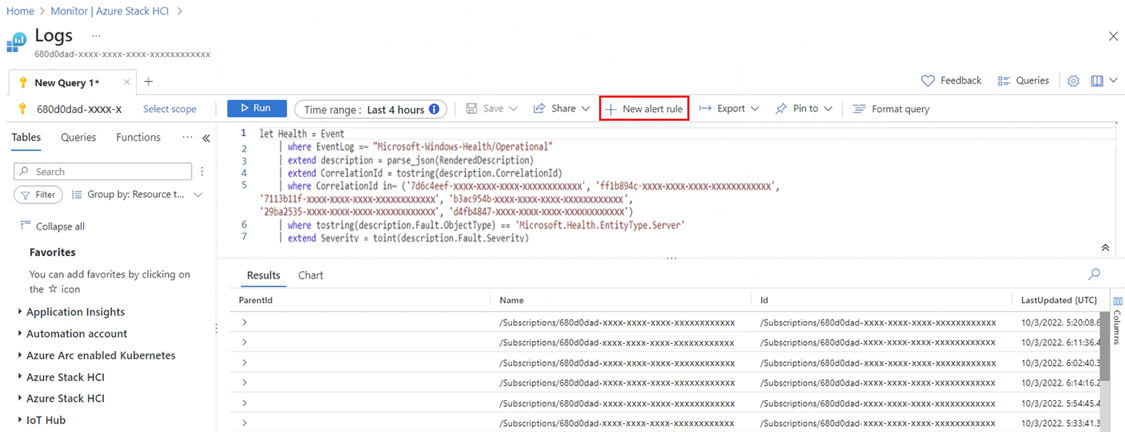 Home > Monitor | Azure Stack HCI >
Logs ...
680d0dad-xxxx-xxxx-xxxx-xxxxxxxxxxxx
New Query 1* × +
Feedback Queries
680d0dad-xxxx-x Select scope Run Time range : Last 4 hours Save Share New alert rule Export Pin to Format query
Tables Queries Functions ... «
Search
Filter Group by: Resource t...
Collapse all
Favorites
You can add favorites by clicking on
the ☆ icon
Application Insights
Automation account
Azure Arc enabled Kubernetes
Azure Stack HCI
Azure Stack HCI
IoT Hub
1 let Health = Event
2 | where EventLog =~ "Microsoft-Windows-Health/Operational"
3 | extend description = parse_json(RenderedDescription)
4 | extend CorrelationId = tostring(description.CorrelationId)
5 | where CorrelationId in~ ('7d6c4eef-xxxx-xxxx-xxxx-xxxxxxxxxxxx', 'ff1b894c-xxxx-xxxx-xxxx-xxxxxxxxxxxx',
'7113b11f-xxxx-xxxx-xxxx-xxxxxxxxxxxx', 'b3ac954b-xxxx-xxxx-xxxx-xxxxxxxxxxxx',
'29ba2535-xxxx-xxxx-xxxx-xxxxxxxxxxxx', 'd4fb4847-xxxx-xxxx-xxxx-xxxxxxxxxxxx')
6 | where tostring(description.Fault.ObjectType) == 'Microsoft.Health.EntityType.Server'
7 | extend Severity = toint(description.Fault.Severity)
Results Chart
ParentId Name Id LastUpdated [UTC]
/Subscriptions/680d0dad-xxxx-xxxx-xxxx-xxxxxxxxxxxx /Subscriptions/680d0dad-xxxx-xxxx-xxxx-xxxxxxxxxxxx 10/3/2022, 5:20:08.6
/Subscriptions/680d0dad-xxxx-xxxx-xxxx-xxxxxxxxxxxx /Subscriptions/680d0dad-xxxx-xxxx-xxxx-xxxxxxxxxxxx 10/3/2022, 6:11:36.4
/Subscriptions/680d0dad-xxxx-xxxx-xxxx-xxxxxxxxxxxx /Subscriptions/680d0dad-xxxx-xxxx-xxxx-xxxxxxxxxxxx 10/3/2022, 6:02:40.3
/Subscriptions/680d0dad-xxxx-xxxx-xxxx-xxxxxxxxxxxx /Subscriptions/680d0dad-xxxx-xxxx-xxxx-xxxxxxxxxxxx 10/3/2022, 6:14:16.2
/Subscriptions/680d0dad-xxxx-xxxx-xxxx-xxxxxxxxxxxx /Subscriptions/680d0dad-xxxx-xxxx-xxxx-xxxxxxxxxxxx 10/3/2022, 5:54:45.4
/Subscriptions/680d0dad-xxxx-xxxx-xxxx-xxxxxxxxxxxx /Subscriptions/680d0dad-xxxx-xxxx-xxxx-xxxxxxxxxxxx 10/3/2022, 5:33:41.3
Columns